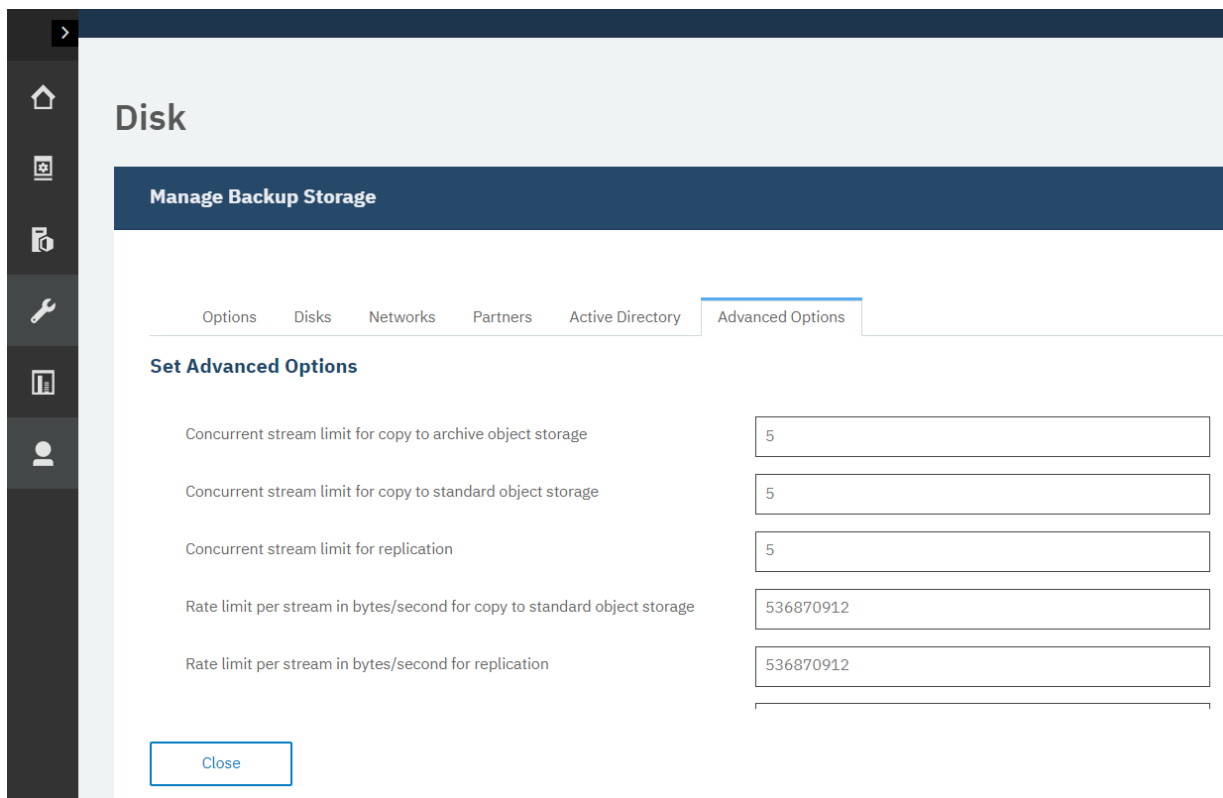 Disk
Manage Backup Storage
Options Disks Networks Partners Active Directory Advanced Options
Set Advanced Options
Concurrent stream limit for copy to archive object storage 5
Concurrent stream limit for copy to standard object storage 5
Concurrent stream limit for replication 5
Rate limit per stream in bytes/second for copy to standard object storage 536870912
Rate limit per stream in bytes/second for replication 536870912
Close